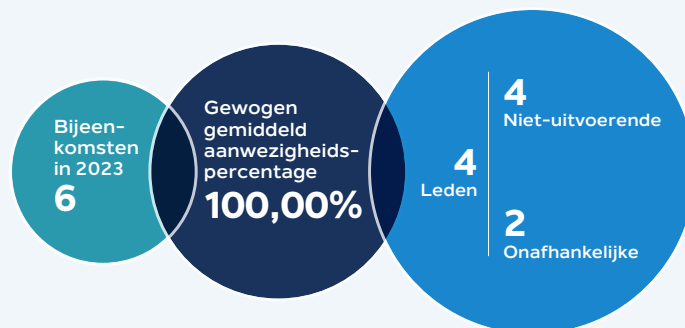 Bijeen-
komsten
in 2023
6
Gewogen
gemiddeld
aanwezigheids-
percentage
100,00%
4
Leden
4
Niet-uitvoerende
2
Onafhankelijke